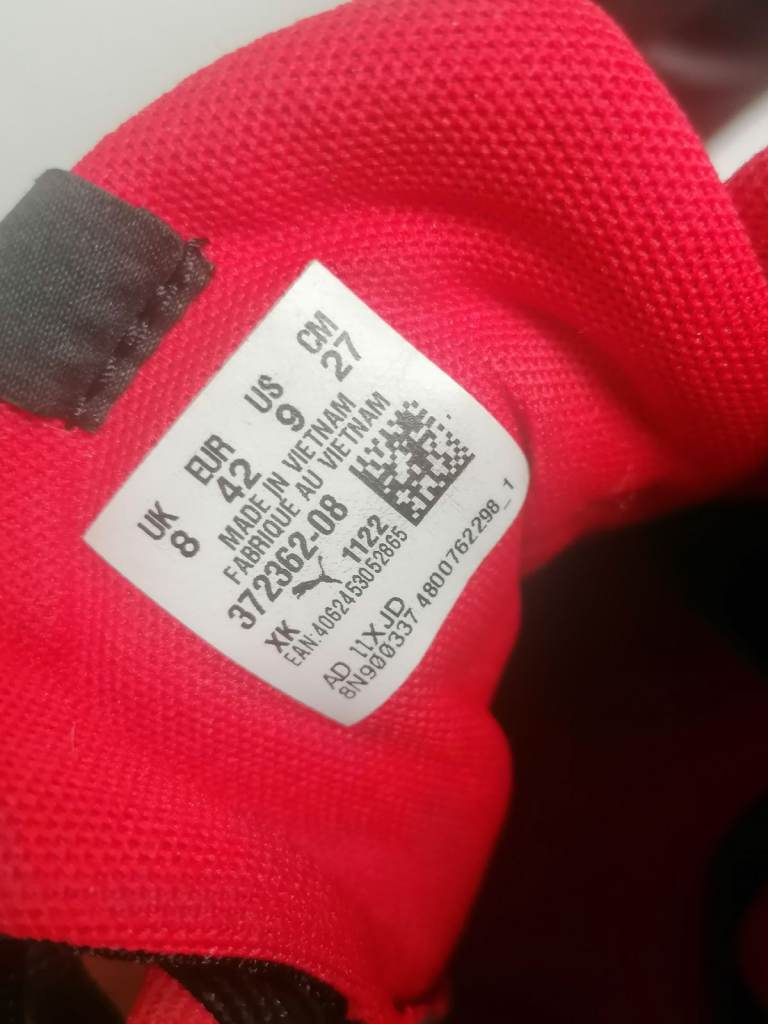 UK EUR US CM
8 42 9 27
MADE IN VIETNAM
FABRIQUÉ AU VIETNAM
372362-08
XK 1122
EAN:4062453052865
AD 11XJD
8N900337 4800762298_1